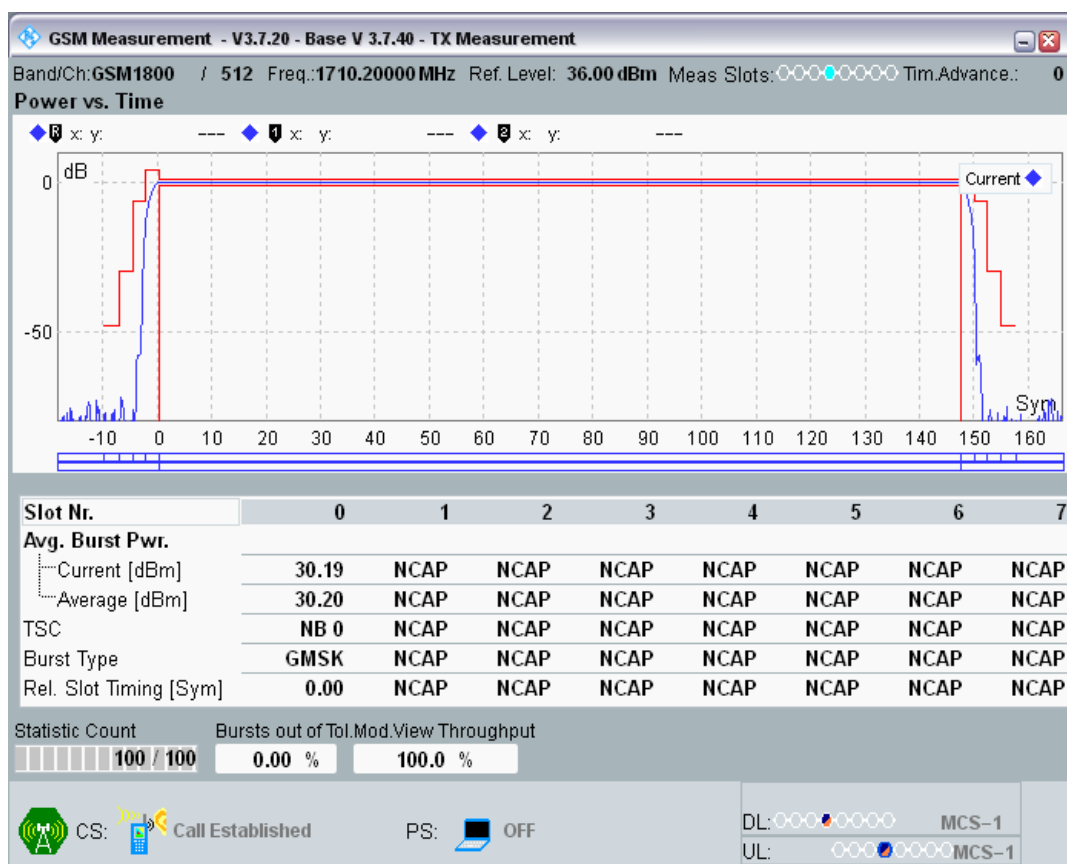 GSM Measurement - V3.7.20 - Base V 3.7.40 - TX Measurement
Band/Ch:GSM1800 / 512 Freq.:1710.20000 MHz Ref. Level: 36.00 dBm Meas Slots: Tim.Advance.: 0
Power vs. Time
R x: y: --- 1 x: y: --- 2 x: y: ---
dB
Current
0
-50
Sym
-10 0 10 20 30 40 50 60 70 80 90 100 110 120 130 140 150 160
Slot Nr. 0 1 2 3 4 5 6 7
Avg. Burst Pwr.
Current [dBm] 30.19 NCAP NCAP NCAP NCAP NCAP NCAP NCAP
Average [dBm] 30.20 NCAP NCAP NCAP NCAP NCAP NCAP NCAP
TSC NB 0 NCAP NCAP NCAP NCAP NCAP NCAP NCAP
Burst Type GMSK NCAP NCAP NCAP NCAP NCAP NCAP NCAP
Rel. Slot Timing [Sym] 0.00 NCAP NCAP NCAP NCAP NCAP NCAP NCAP
Statistic Count Bursts out of Tol. Mod.View Throughput
100 / 100 0.00 % 100.0 %
CS: Call Established PS: OFF
DL: MCS-1
UL: MCS-1